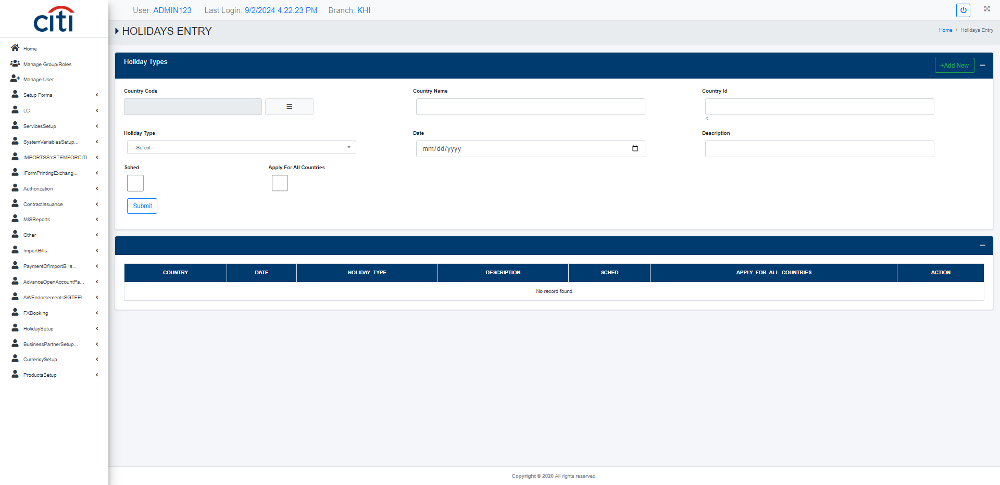 citi
User: ADMIN123 Last Login: 9/2/2024 4:22:23 PM Branch: KHI
HOLIDAYS ENTRY
Home / Holidays Entry
Home
Manage Group/Roles
Manage User
Setup Forms
LC
ServicesSetup
SystemVariablesSetup...
IMPORTSSYSTEMFORCITI...
IFormPrintingExchang...
Authorization
ContractIssuance
MISReports
Other
ImportBills
PaymentOfImportBills...
AdvanceOpenAccountPa...
AWEndorsementsSGTEEI...
FXBooking
HolidaySetup
BusinessPartnerSetup...
CurrencySetup
ProductsSetup
Holiday Types
+Add New
Country Code Country Name Country Id
<
Holiday Type Date Description
--Select-- mm/dd/yyyy
Sched Apply For All Countries
Submit
COUNTRY DATE HOLIDAY_TYPE DESCRIPTION SCHED APPLY_FOR_ALL_COUNTRIES ACTION
No record found
Copyright © 2020 All rights reserved.